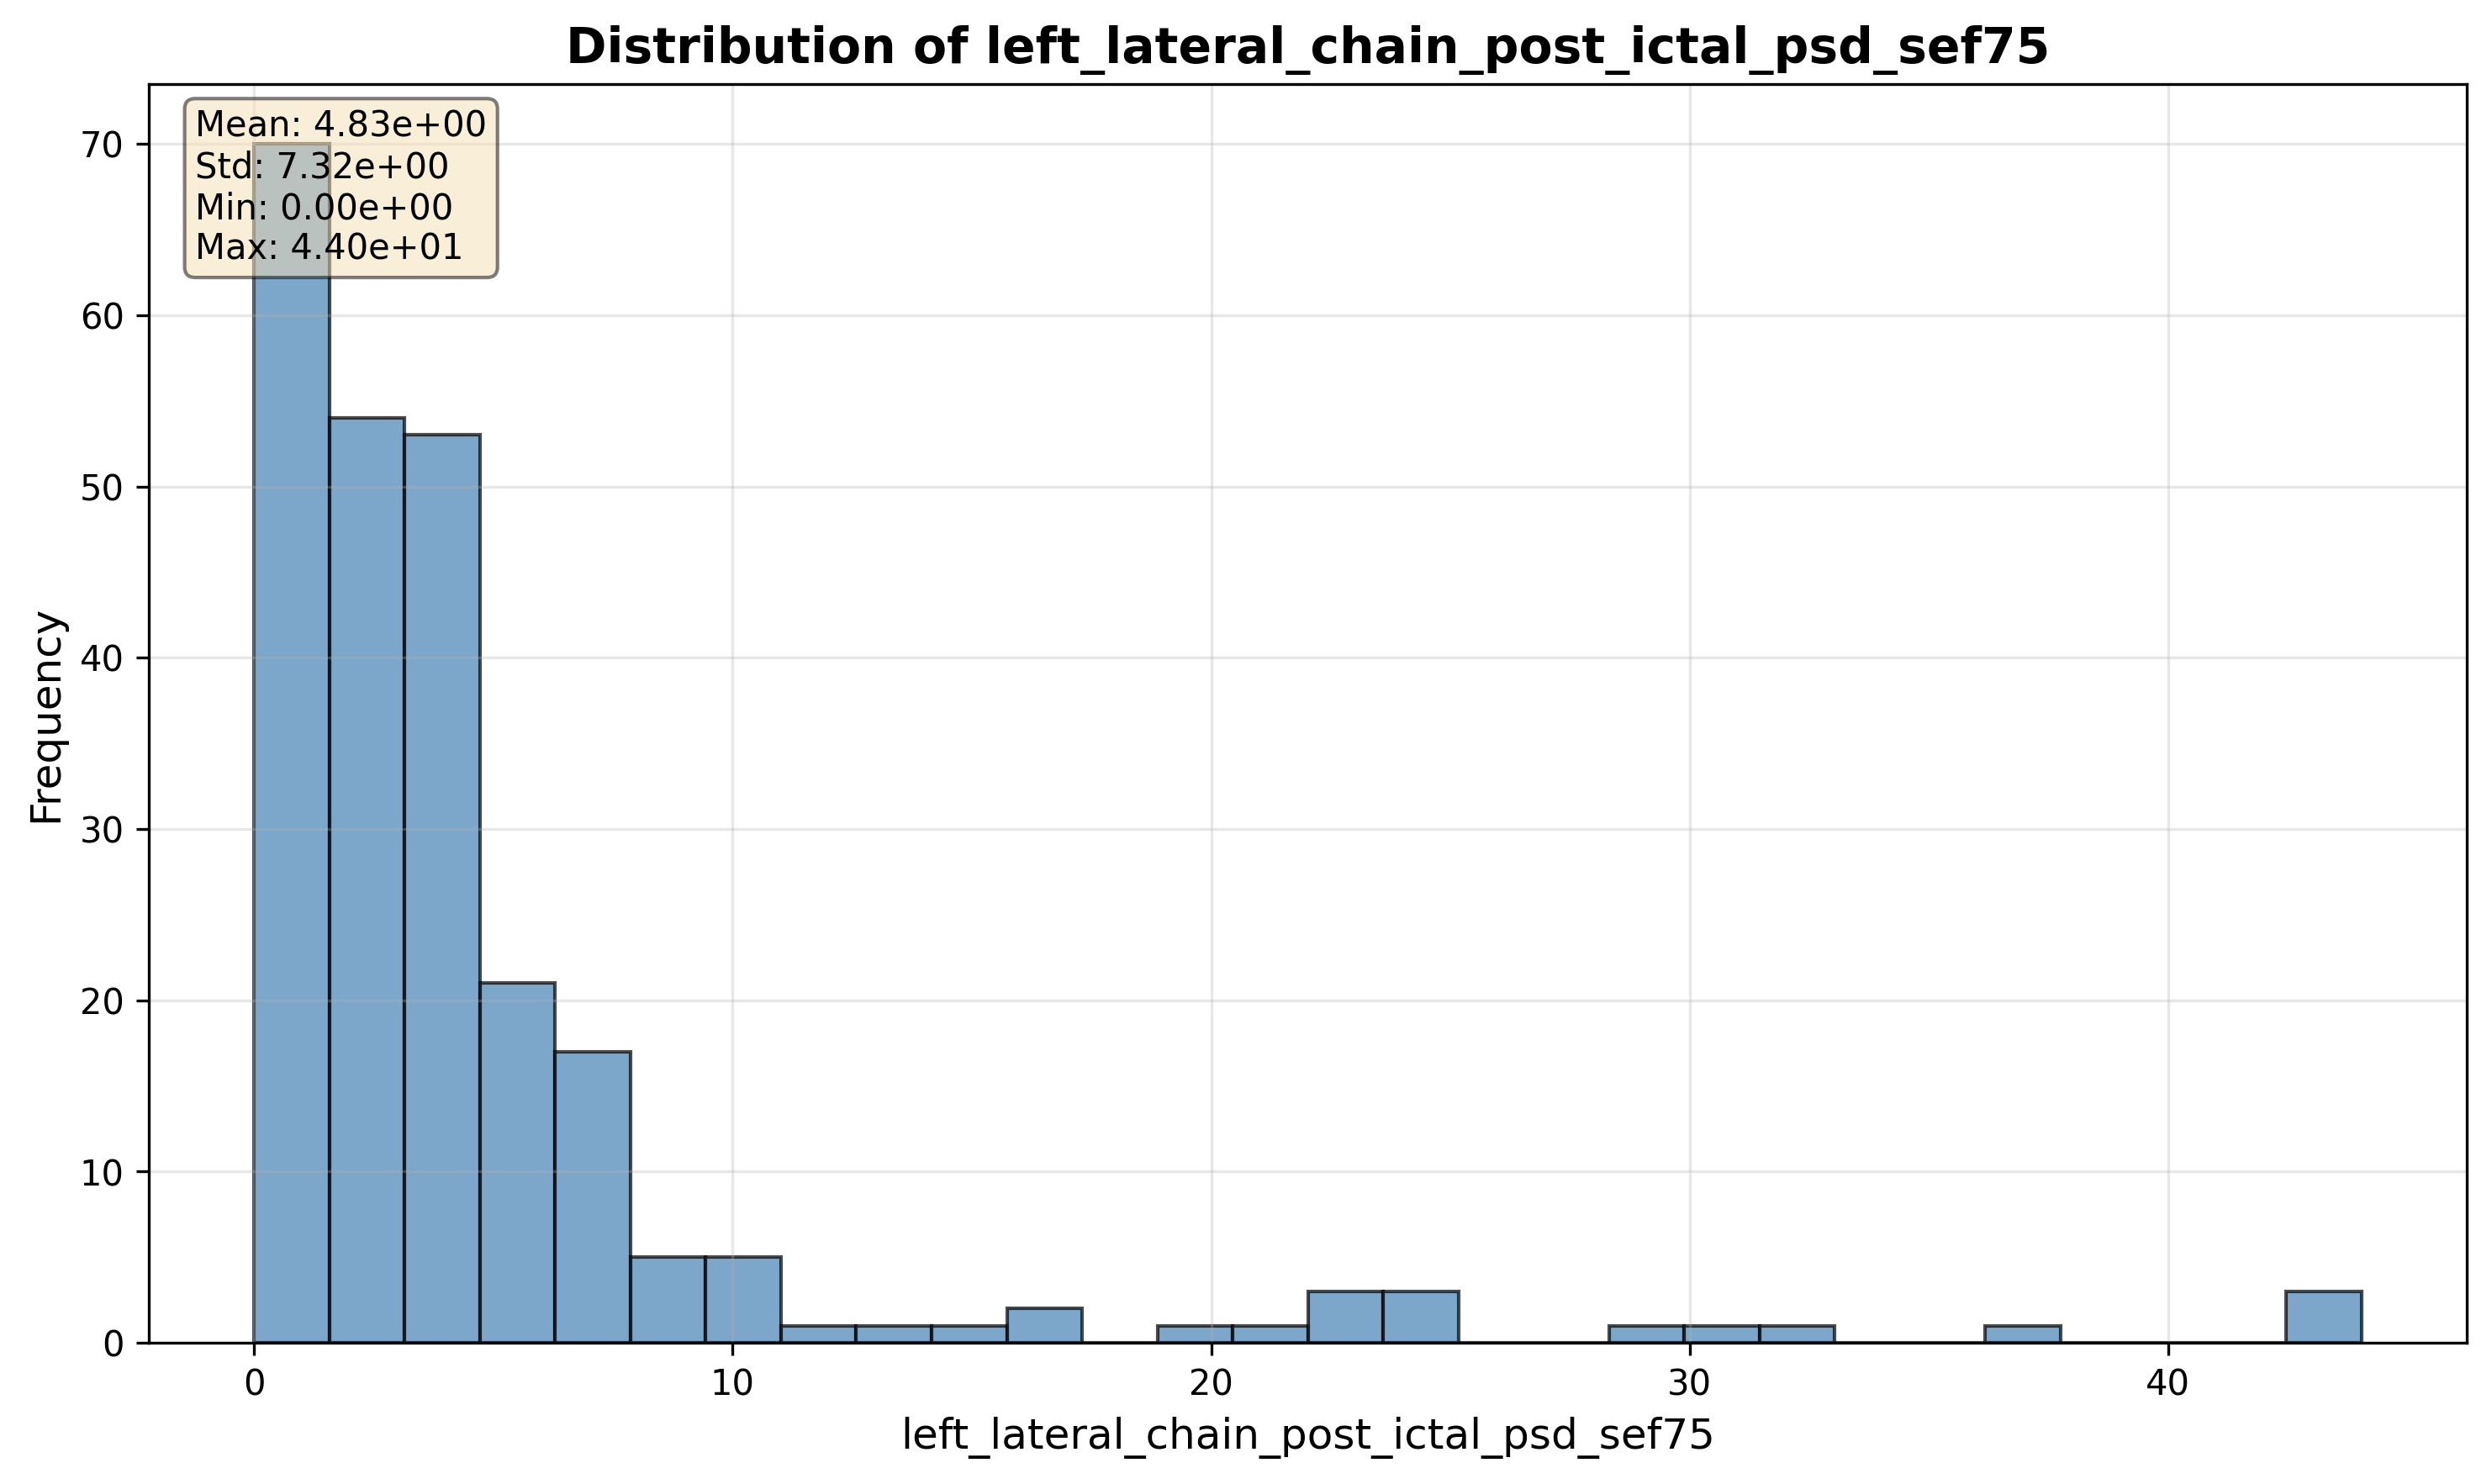 Distribution of left_lateral_chain_post_ictal_psd_sef75
Mean: 4.83e+00
Std: 7.32e+00
Min: 0.00e+00
Max: 4.40e+01
70
60
50
40
30
20
10
0
Frequency
0 10 20 30 40
left_lateral_chain_post_ictal_psd_sef75